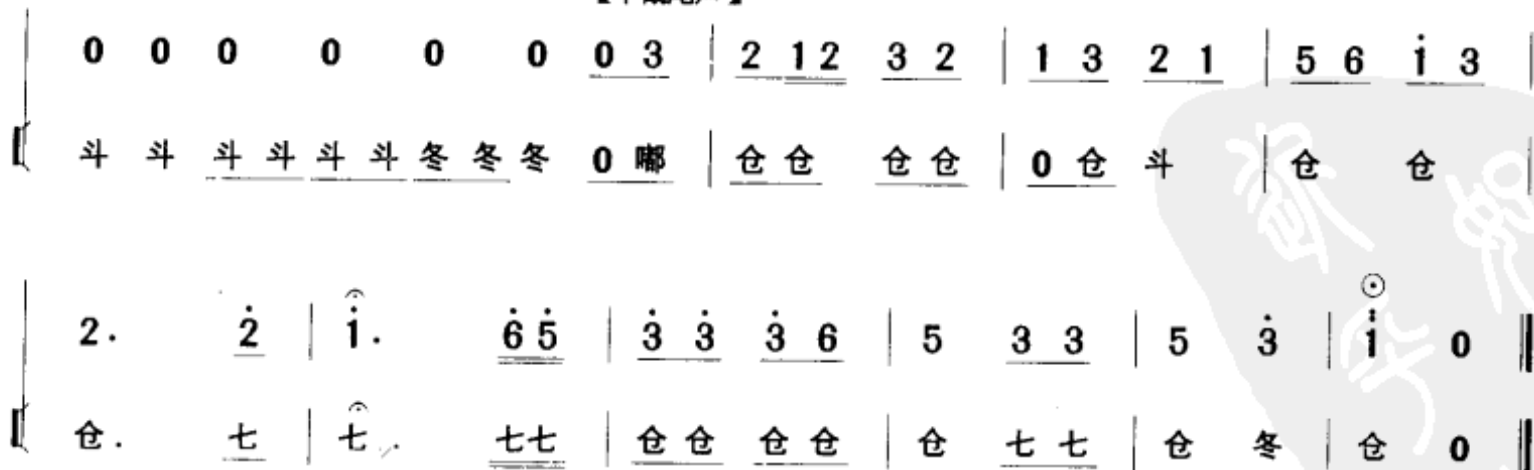 0 0 0 0 0 0 0 3 | 2 1 2 3 2 | 1 3 2 1 | 5 6 i 3 |
斗 斗 斗 斗 斗 斗 冬 冬 冬 0 嘟 | 仓 仓 仓 仓 | 0 仓 斗 | 仓 仓 |
2. 2̇ | i̇. 6̇ 5̇ | 3̇ 3̇ 3̇ 6 | 5 3 3 | 5 3̇ | i̇ 0 ‖
仓. 七 | 七. 七七 | 仓 仓 仓 仓 | 仓 七 七 | 仓 冬 | 仓 0 ‖